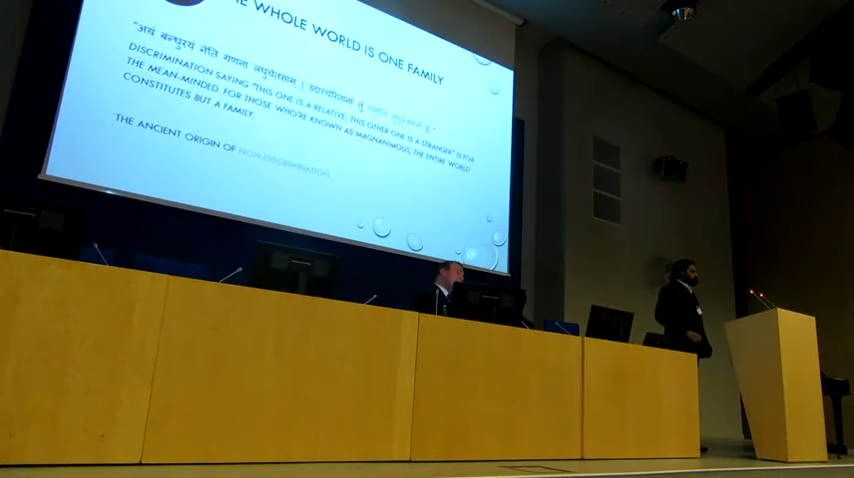 E WHOLE WORLD IS ONE FAMILY
"अयं बन्धुरयं नेति गणना लघुचेतसाम् | उदारचरितानां तु वसुधैव कुटुम्बकम् || "
DISCRIMINATION SAYING "THIS ONE IS A RELATIVE; THIS OTHER ONE IS A STRANGER" IS FOR
THE MEAN-MINDED. FOR THOSE WHO'RE KNOWN AS MAGNANIMOUS, THE ENTIRE WORLD
CONSTITUTES BUT A FAMILY.
THE ANCIENT ORIGIN OF NON-DISCRIMINATION